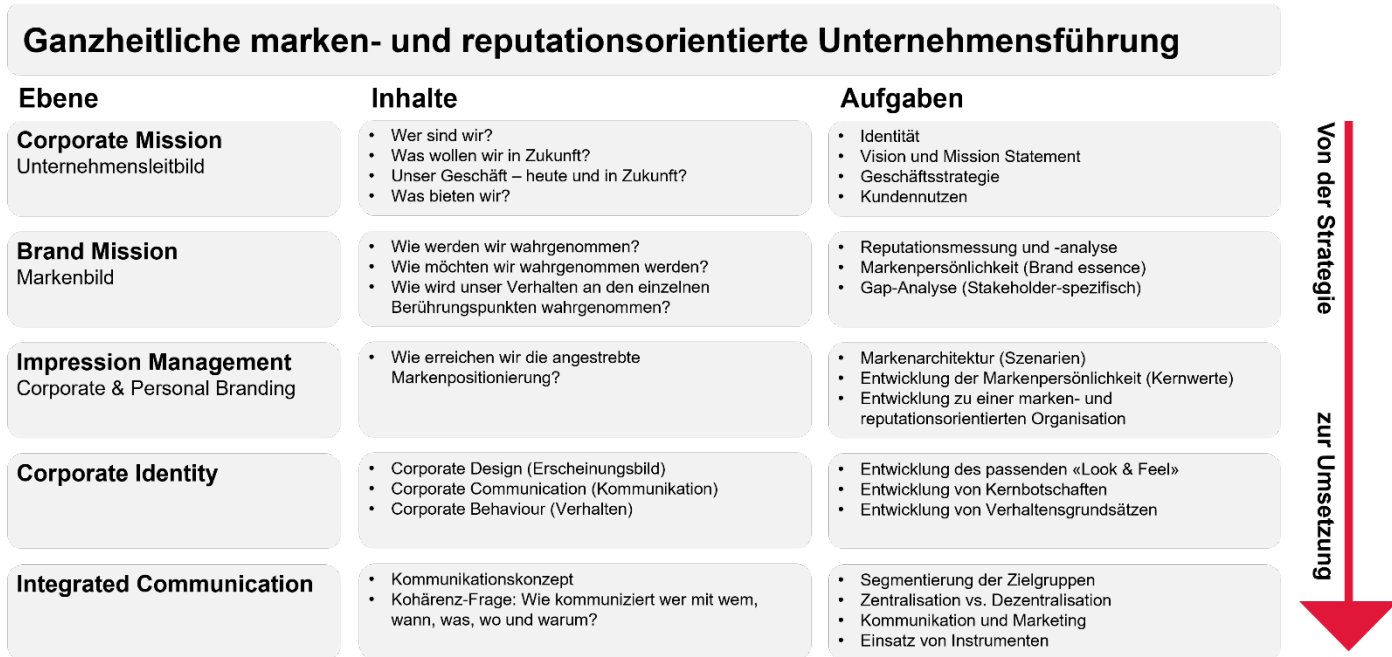 Ganzheitliche marken- und reputationsorientierte Unternehmensführung
Ebene
Inhalte
Aufgaben
Corporate Mission
Unternehmensleitbild
• Wer sind wir?
• Was wollen wir in Zukunft?
• Unser Geschäft – heute und in Zukunft?
• Was bieten wir?
• Identität
• Vision und Mission Statement
• Geschäftsstrategie
• Kundennutzen
Brand Mission
Markenbild
• Wie werden wir wahrgenommen?
• Wie möchten wir wahrgenommen werden?
• Wie wird unser Verhalten an den einzelnen
Berührungspunkten wahrgenommen?
• Reputationsmessung und -analyse
• Markenpersönlichkeit (Brand essence)
• Gap-Analyse (Stakeholder-spezifisch)
Impression Management
Corporate & Personal Branding
• Wie erreichen wir die angestrebte
Markenpositionierung?
• Markenarchitektur (Szenarien)
• Entwicklung der Markenpersönlichkeit (Kernwerte)
• Entwicklung zu einer marken- und
reputationsorientierten Organisation
Corporate Identity
• Corporate Design (Erscheinungsbild)
• Corporate Communication (Kommunikation)
• Corporate Behaviour (Verhalten)
• Entwicklung des passenden «Look & Feel»
• Entwicklung von Kernbotschaften
• Entwicklung von Verhaltensgrundsätzen
Integrated Communication
• Kommunikationskonzept
• Kohärenz-Frage: Wie kommuniziert wer mit wem,
wann, was, wo und warum?
• Segmentierung der Zielgruppen
• Zentralisation vs. Dezentralisation
• Kommunikation und Marketing
• Einsatz von Instrumenten
Von der Strategie
zur Umsetzung